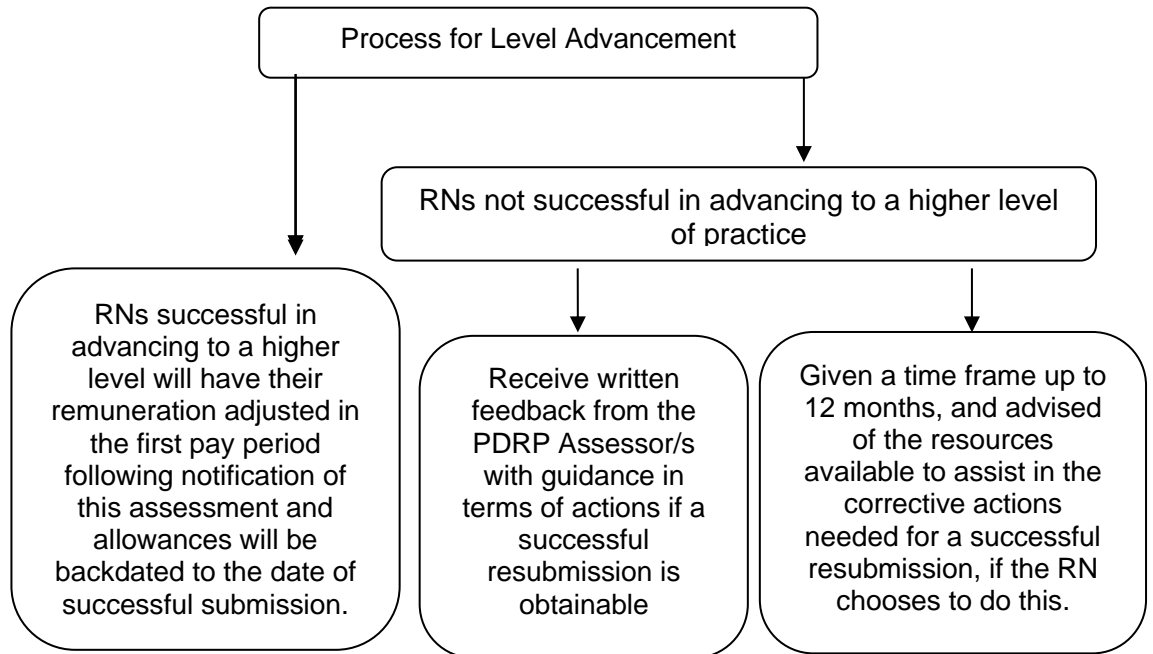 Process for Level Advancement
RNs not successful in advancing to a higher level
of practice
RNs successful in
advancing to a higher
level will have their
remuneration adjusted in
the first pay period
following notification of
this assessment and
allowances will be
backdated to the date of
successful submission.
Receive written
feedback from the
PDRP Assessor/s
with guidance in
terms of actions if a
successful
resubmission is
obtainable
Given a time frame up to
12 months, and advised
of the resources
available to assist in the
corrective actions
needed for a successful
resubmission, if the RN
chooses to do this.